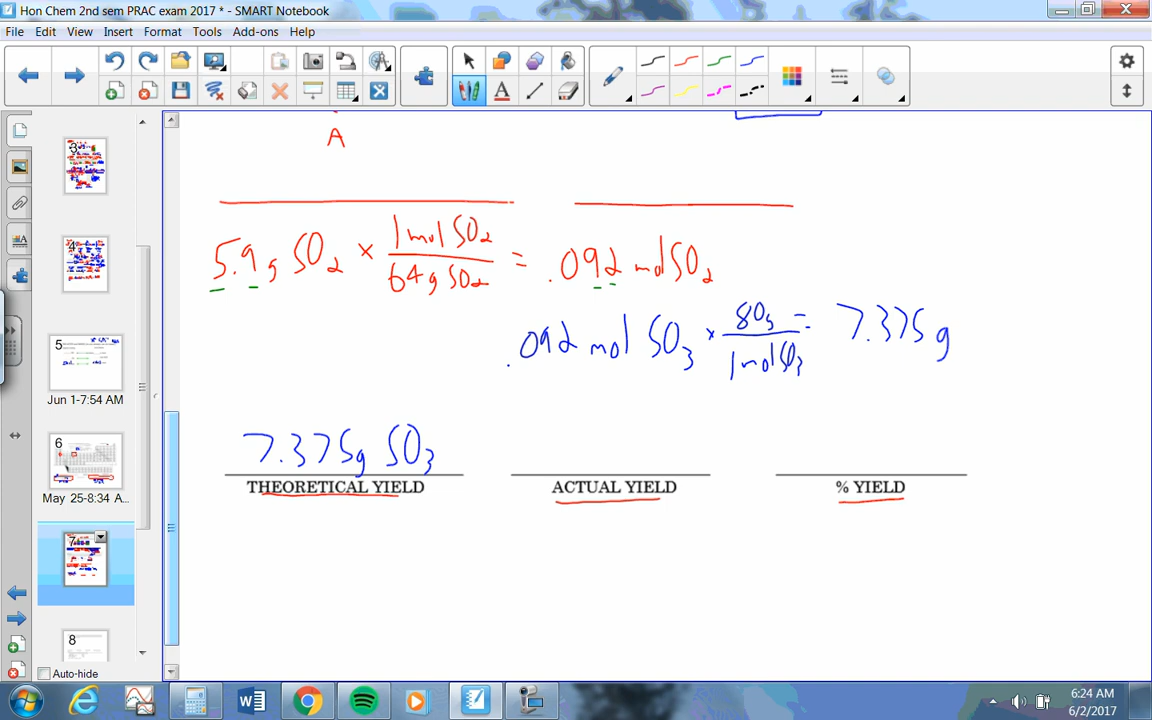 Hon Chem 2nd sem PRAC exam 2017 * - SMART Notebook
File Edit View Insert Format Tools Add-ons Help
A
5.9g SO2 × 1 mol SO2 / 64g SO2 = .092 mol SO2
.092 mol SO3 × 80g / 1 mol SO3 = 7.375 g
7.375g SO3
THEORETICAL YIELD ACTUAL YIELD % YIELD
3
4
5
Jun 1-7:54 AM
6
May 25-8:34 A...
7
8
Auto-hide
6:24 AM
6/2/2017